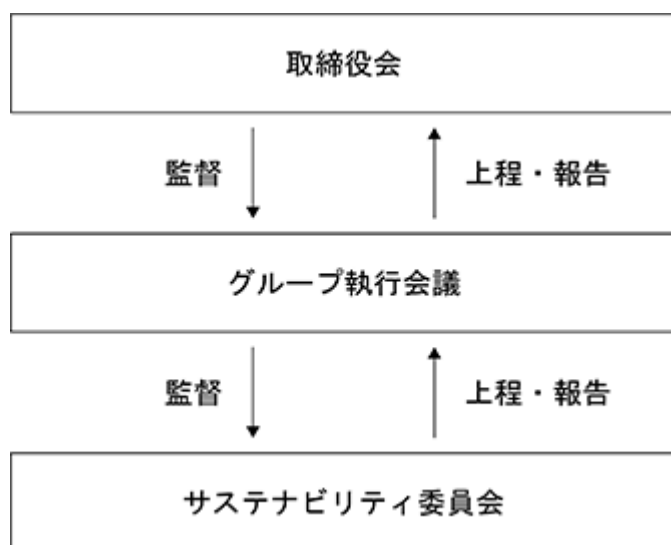 取締役会
監督
上程・報告
グループ執行会議
監督
上程・報告
サステナビリティ委員会